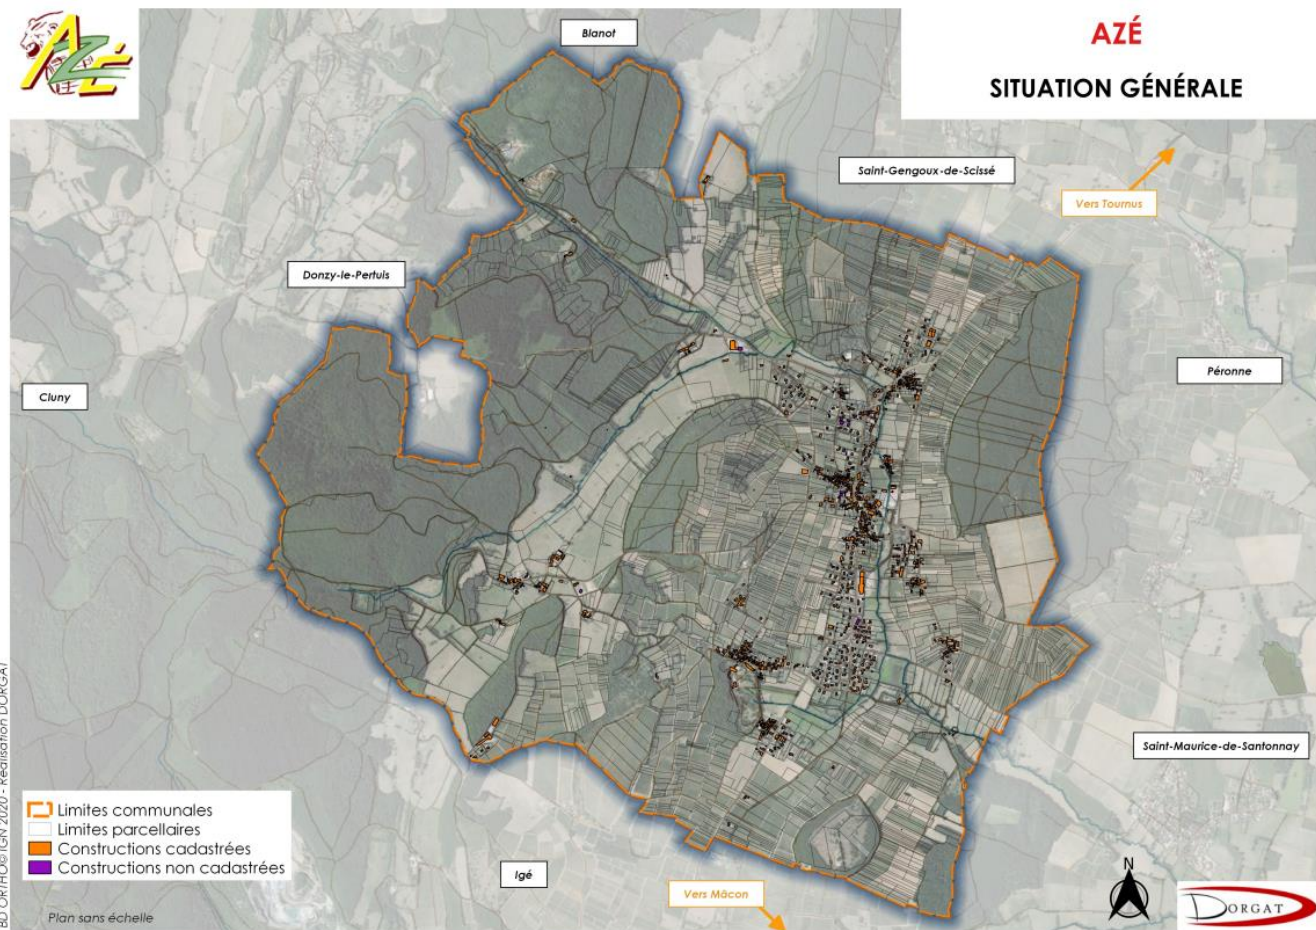 AZÉ
AZÉ
SITUATION GÉNÉRALE
Blanot
Saint-Gengoux-de-Scissé
Vers Tournus
Donzy-le-Pertuis
Péronne
Cluny
Saint-Maurice-de-Santonnay
Limites communales
Limites parcellaires
Constructions cadastrées
Constructions non cadastrées
Igé
Vers Mâcon
N
DORGAT
Plan sans échelle
BD ORTHO® IGN 2020 - Réalisation DORGAT